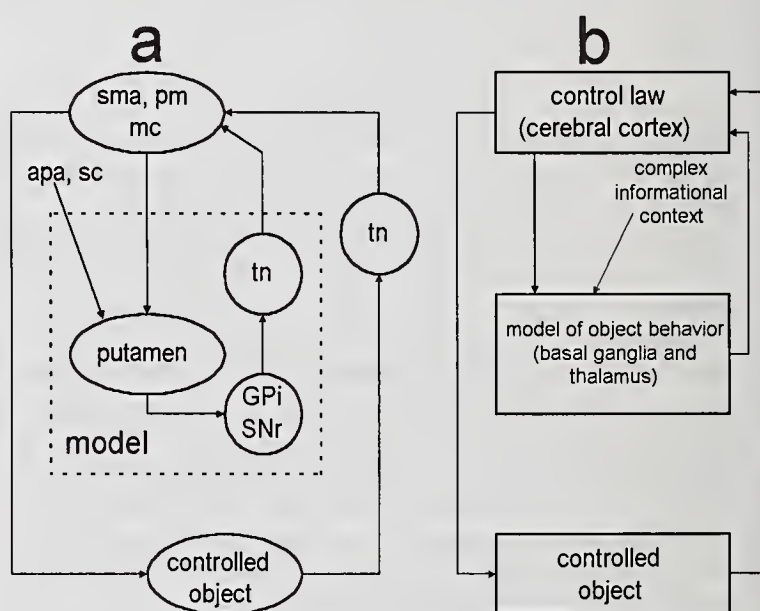 a
sma, pm
mc
apa, sc
tn
tn
putamen
GPi
SNr
model
controlled
object
b
control law
(cerebral cortex)
complex
informational
context
model of object behavior
(basal ganglia and
thalamus)
controlled
object